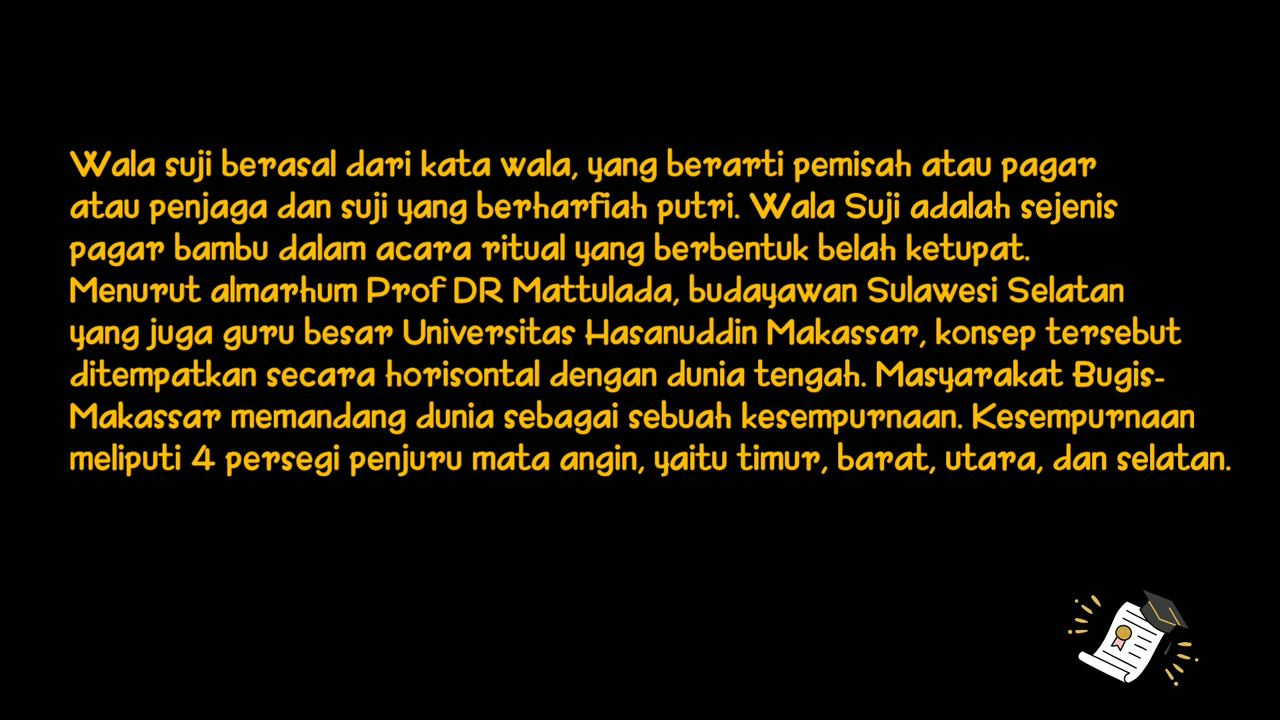 Wala suji berasal dari kata wala, yang berarti pemisah atau pagar
atau penjaga dan suji yang berharfiah putri. Wala Suji adalah sejenis
pagar bambu dalam acara ritual yang berbentuk belah ketupat.
Menurut almarhum Prof DR Mattulada, budayawan Sulawesi Selatan
yang juga guru besar Universitas Hasanuddin Makassar, konsep tersebut
ditempatkan secara horisontal dengan dunia tengah. Masyarakat Bugis-
Makassar memandang dunia sebagai sebuah kesempurnaan. Kesempurnaan
meliputi 4 persegi penjuru mata angin, yaitu timur, barat, utara, dan selatan.